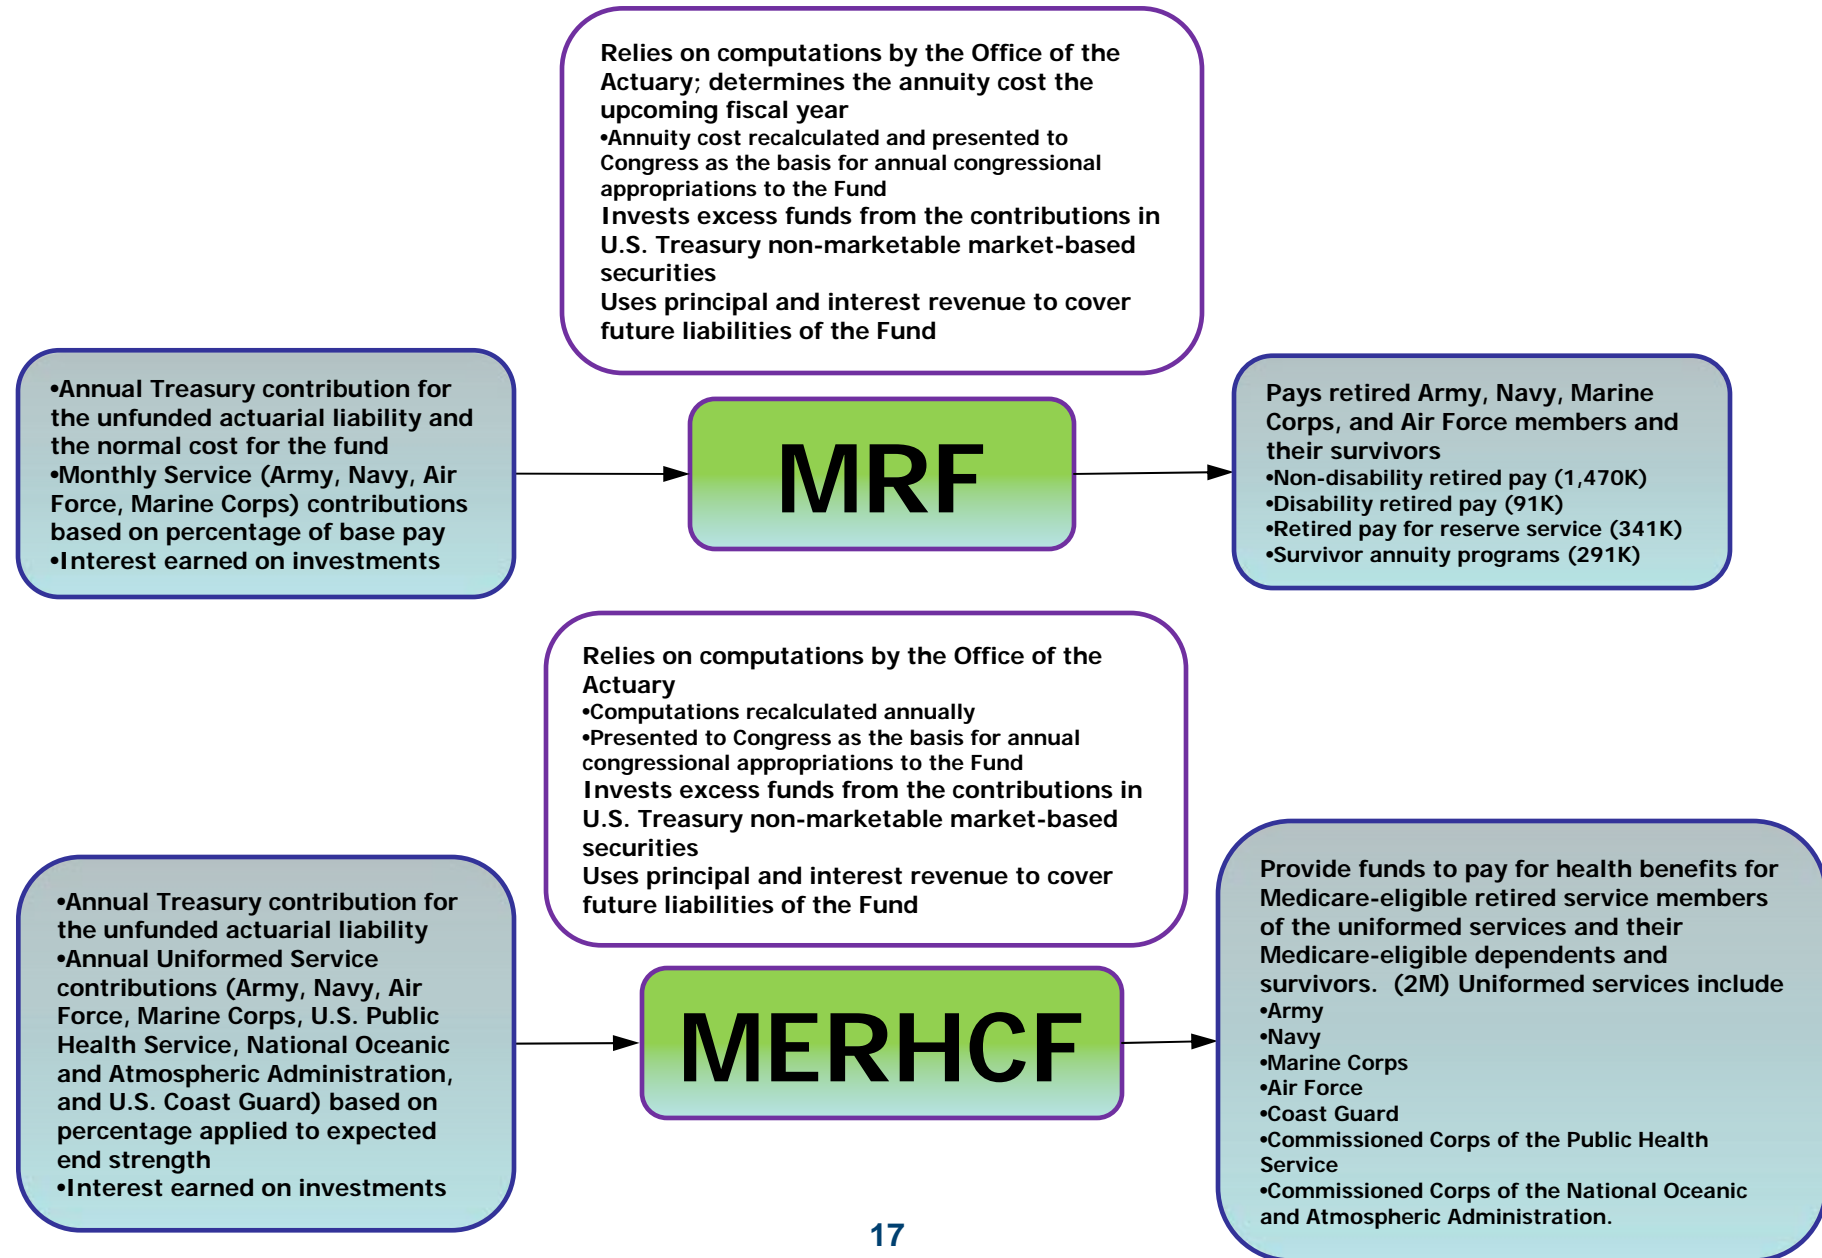 Relies on computations by the Office of the
Actuary; determines the annuity cost the
upcoming fiscal year
•Annuity cost recalculated and presented to
Congress as the basis for annual congressional
appropriations to the Fund
Invests excess funds from the contributions in
U.S. Treasury non-marketable market-based
securities
Uses principal and interest revenue to cover
future liabilities of the Fund
•Annual Treasury contribution for
the unfunded actuarial liability and
the normal cost for the fund
•Monthly Service (Army, Navy, Air
Force, Marine Corps) contributions
based on percentage of base pay
•Interest earned on investments
MRF
Pays retired Army, Navy, Marine
Corps, and Air Force members and
their survivors
•Non-disability retired pay (1,470K)
•Disability retired pay (91K)
•Retired pay for reserve service (341K)
•Survivor annuity programs (291K)
Relies on computations by the Office of the
Actuary
•Computations recalculated annually
•Presented to Congress as the basis for annual
congressional appropriations to the Fund
Invests excess funds from the contributions in
U.S. Treasury non-marketable market-based
securities
Uses principal and interest revenue to cover
future liabilities of the Fund
•Annual Treasury contribution for
the unfunded actuarial liability
•Annual Uniformed Service
contributions (Army, Navy, Air
Force, Marine Corps, U.S. Public
Health Service, National Oceanic
and Atmospheric Administration,
and U.S. Coast Guard) based on
percentage applied to expected
end strength
•Interest earned on investments
MERHCF
Provide funds to pay for health benefits for
Medicare-eligible retired service members
of the uniformed services and their
Medicare-eligible dependents and
survivors.  (2M) Uniformed services include
•Army
•Navy
•Marine Corps
•Air Force
•Coast Guard
•Commissioned Corps of the Public Health
Service
•Commissioned Corps of the National Oceanic
and Atmospheric Administration.
17